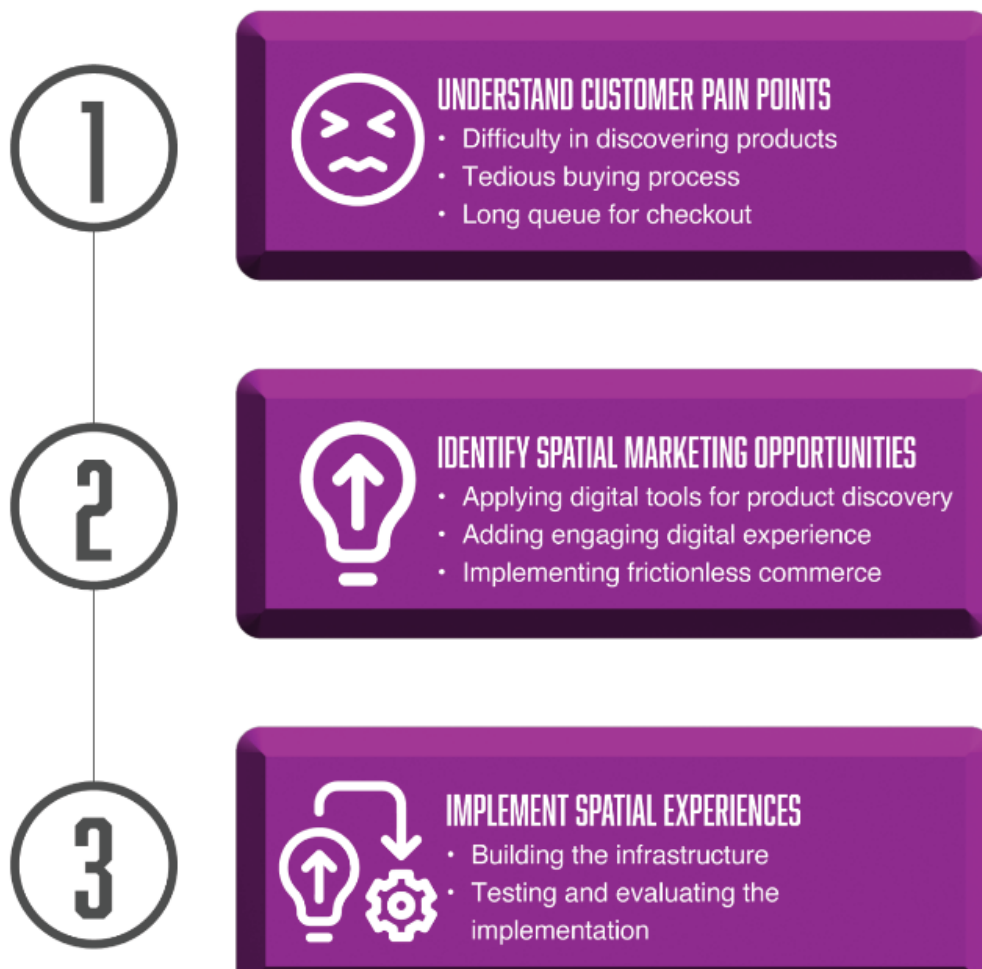 1
UNDERSTAND CUSTOMER PAIN POINTS
• Difficulty in discovering products
• Tedious buying process
• Long queue for checkout
2
IDENTIFY SPATIAL MARKETING OPPORTUNITIES
• Applying digital tools for product discovery
• Adding engaging digital experience
• Implementing frictionless commerce
3
IMPLEMENT SPATIAL EXPERIENCES
• Building the infrastructure
• Testing and evaluating the
implementation